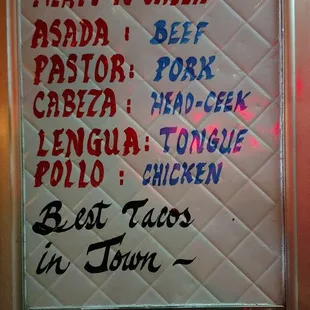 ASADA : BEEF
PASTOR: PORK
CABEZA : HEAD-CEEK
LENGUA: TONGUE
POLLO : CHICKEN
Best Tacos
in Town ~